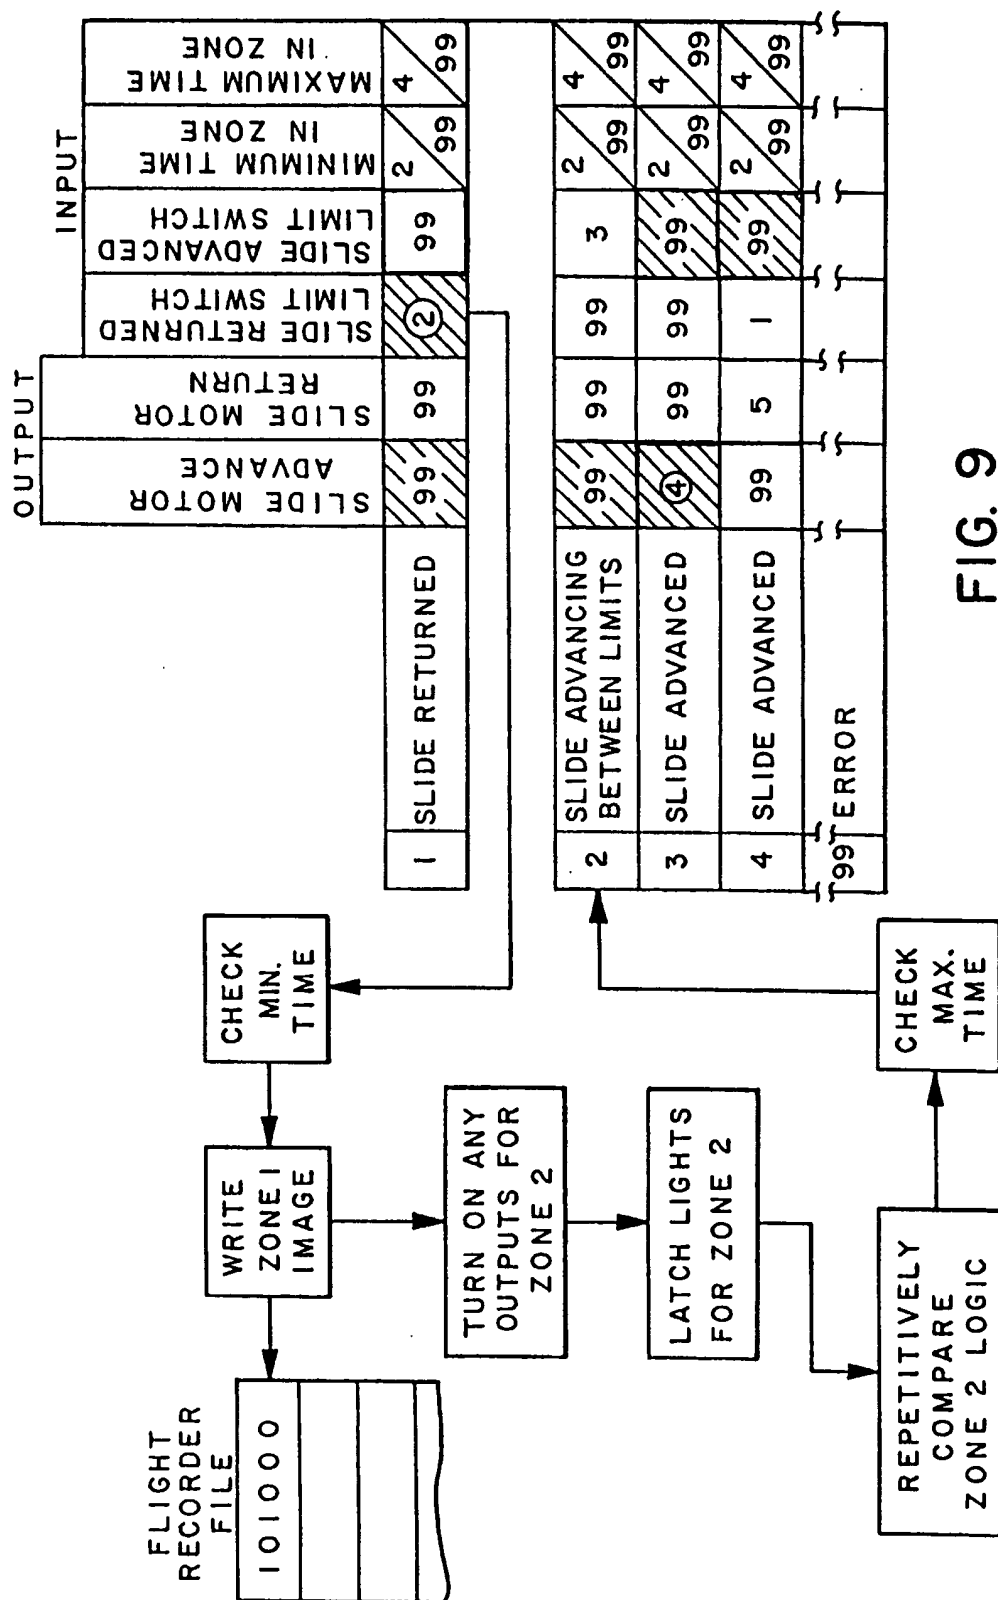 OUTPUT
INPUT
SLIDE MOTOR
ADVANCE
SLIDE MOTOR
RETURN
SLIDE RETURNED
LIMIT SWITCH
SLIDE ADVANCED
LIMIT SWITCH
MINIMUM TIME
IN ZONE
MAXIMUM TIME
IN ZONE
1 SLIDE RETURNED 99 99 2 99 2 99 4 99
2 SLIDE ADVANCING
BETWEEN LIMITS 99 99 99 3 2 99 4 99
3 SLIDE ADVANCED 4 99 99 99 2 99 4 99
4 SLIDE ADVANCED 99 5 1 99 2 99 4 99
99 ERROR
FLIGHT
RECORDER
FILE
101000
WRITE
ZONE 1
IMAGE
CHECK
MIN.
TIME
TURN ON ANY
OUTPUTS FOR
ZONE 2
LATCH LIGHTS
FOR ZONE 2
REPETITIVELY
COMPARE
ZONE 2 LOGIC
CHECK
MAX.
TIME
FIG. 9